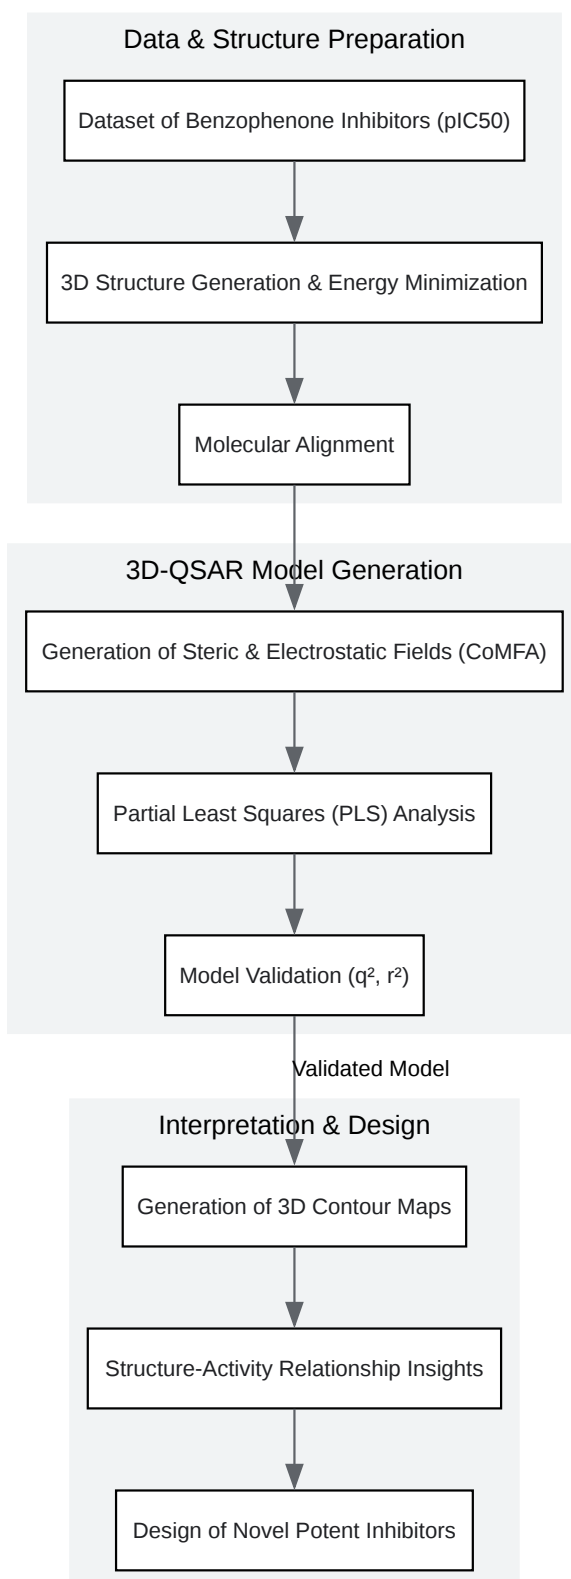 Data & Structure Preparation
Dataset of Benzophenone Inhibitors (pIC50)
3D Structure Generation & Energy Minimization
Molecular Alignment
3D-QSAR Model Generation
Generation of Steric & Electrostatic Fields (CoMFA)
Partial Least Squares (PLS) Analysis
Model Validation (q², r²)
Validated Model
Interpretation & Design
Generation of 3D Contour Maps
Structure-Activity Relationship Insights
Design of Novel Potent Inhibitors